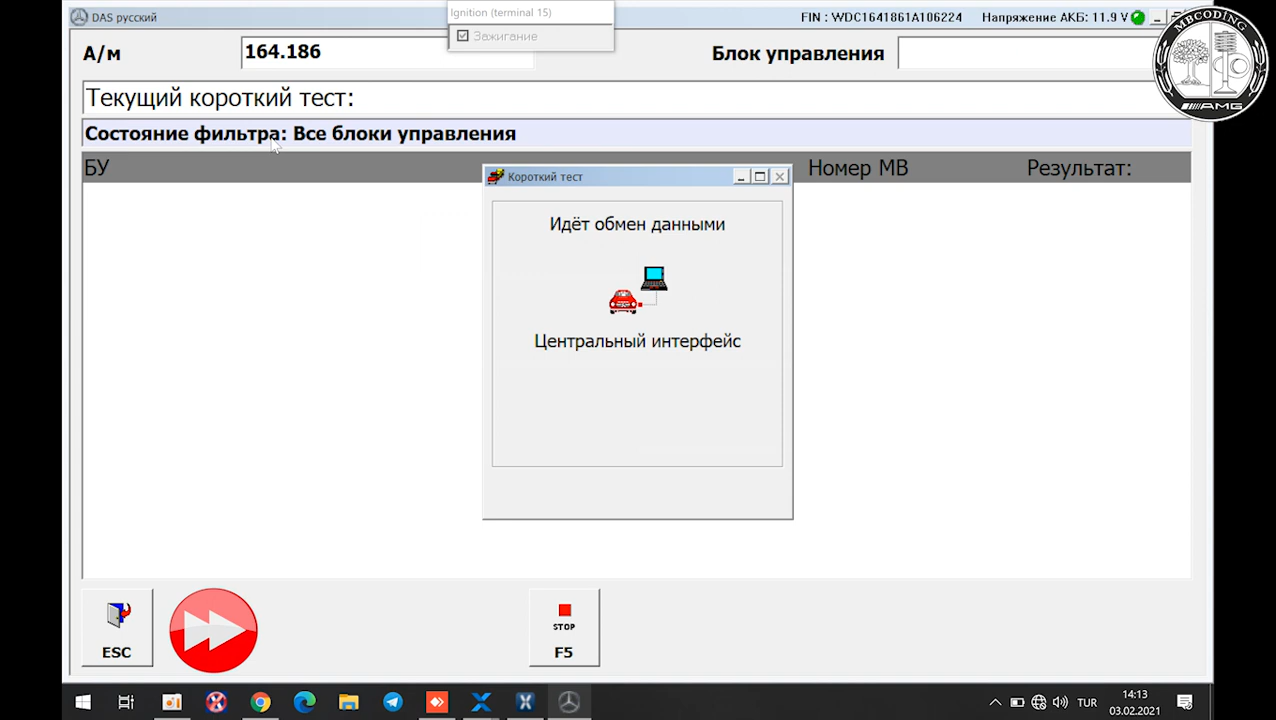 DAS русский
Ignition (terminal 15)
Зажигание
FIN : WDC1641861A106224
Напряжение АКБ: 11.9 V
MBCODING
AMG
А/м
164.186
Блок управления
Текущий короткий тест:
Состояние фильтра: Все блоки управления
БУ
Номер МВ
Результат:
Короткий тест
Идёт обмен данными
Центральный интерфейс
ESC
STOP
F5
TUR
14:13
03.02.2021